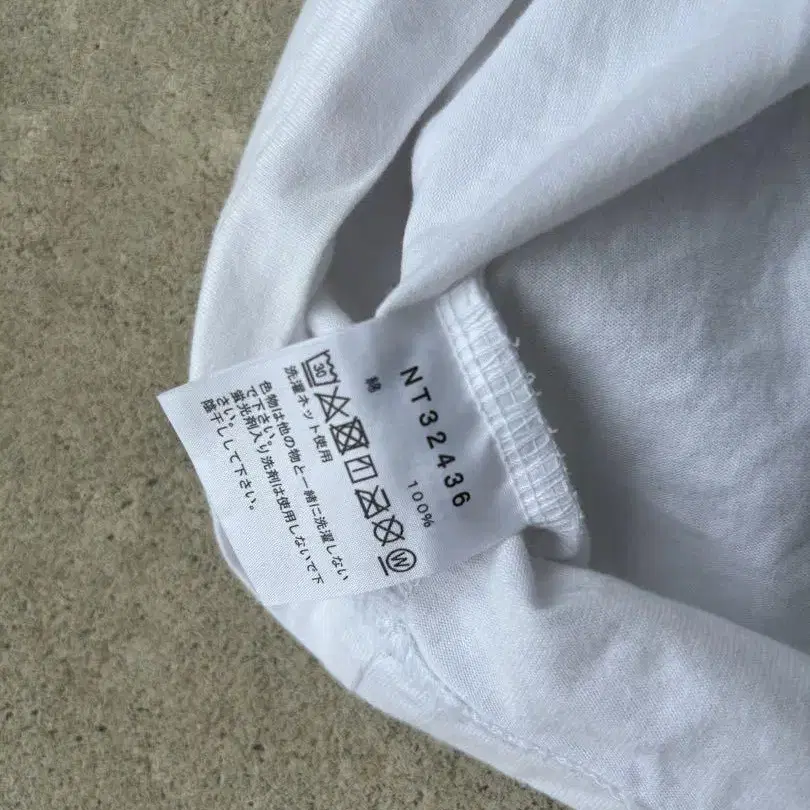 NT32436
綿 100%
30 W
洗濯ネット使用
色物は他の物と一緒に洗濯しない
で下さい。
蛍光剤入り洗剤は使用しないで下
さい。
陰干しして下さい。